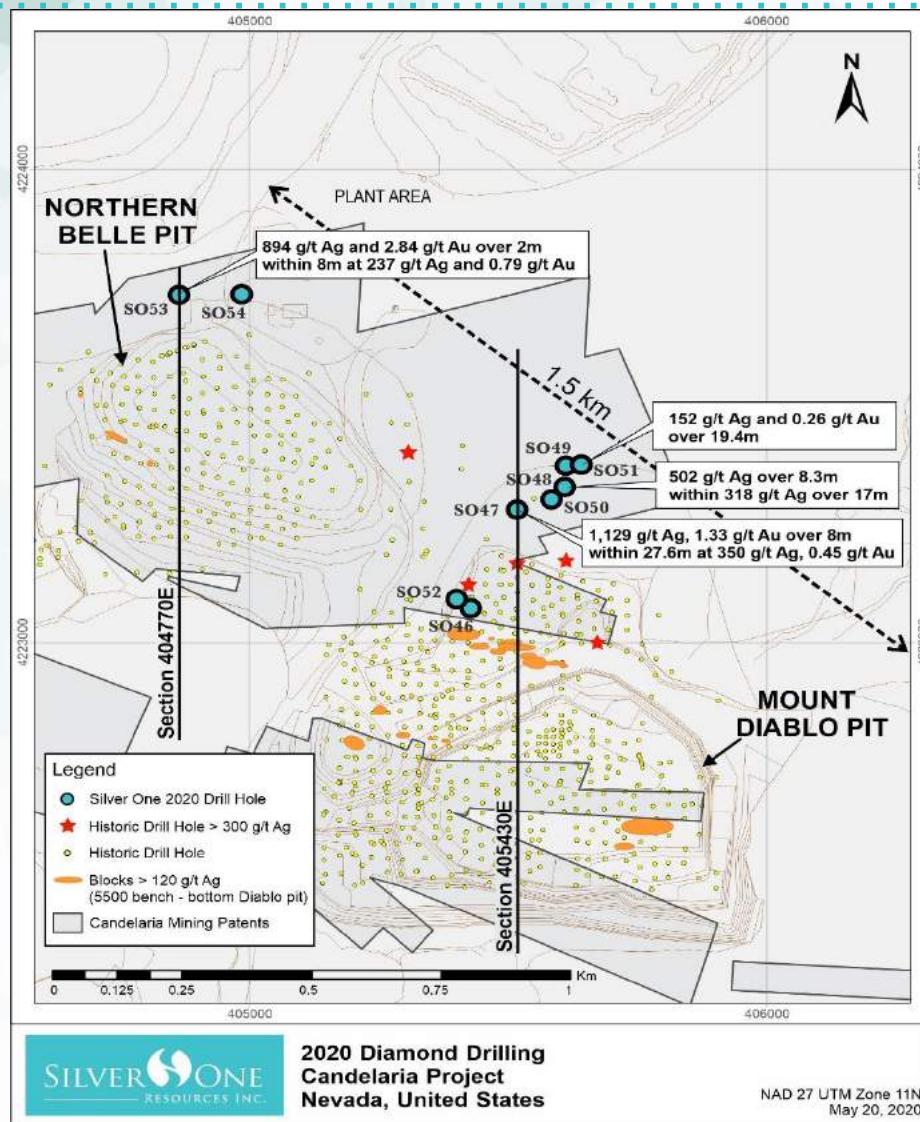 405000
406000
N
4224000
4224000
PLANT AREA
NORTHERN
BELLE PIT
894 g/t Ag and 2.84 g/t Au over 2m
within 8m at 237 g/t Ag and 0.79 g/t Au
SO53
SO54
1.5 km
152 g/t Ag and 0.26 g/t Au
over 19.4m
SO49
SO51
SO48
502 g/t Ag over 8.3m
within 318 g/t Ag over 17m
SO50
SO47
1,129 g/t Ag, 1.33 g/t Au over 8m
within 27.6m at 350 g/t Ag, 0.45 g/t Au
SO52
SO46
4223000
Section 404770E
MOUNT
DIABLO PIT
Section 405430E
Legend
Silver One 2020 Drill Hole
Historic Drill Hole > 300 g/t Ag
Historic Drill Hole
Blocks > 120 g/t Ag
(5500 bench - bottom Diablo pit)
Candelaria Mining Patents
Km
0 0.125 0.25 0.5 0.75 1
405000
406000
SILVER ONE
RESOURCES INC.
2020 Diamond Drilling
Candelaria Project
Nevada, United States
NAD 27 UTM Zone 11N
May 20, 2020